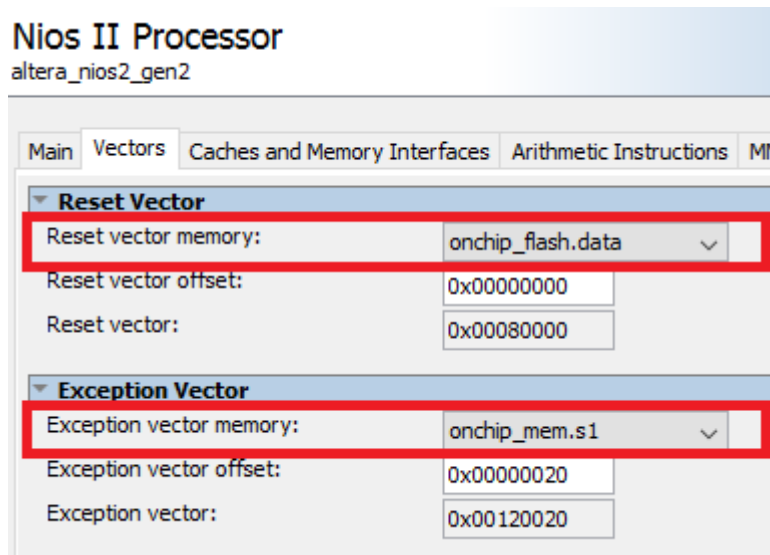 Nios II Processor
altera_nios2_gen2
Main Vectors Caches and Memory Interfaces Arithmetic Instructions
Reset Vector
Reset vector memory: onchip_flash.data
Reset vector offset: 0x00000000
Reset vector: 0x00080000
Exception Vector
Exception vector memory: onchip_mem.s1
Exception vector offset: 0x00000020
Exception vector: 0x00120020